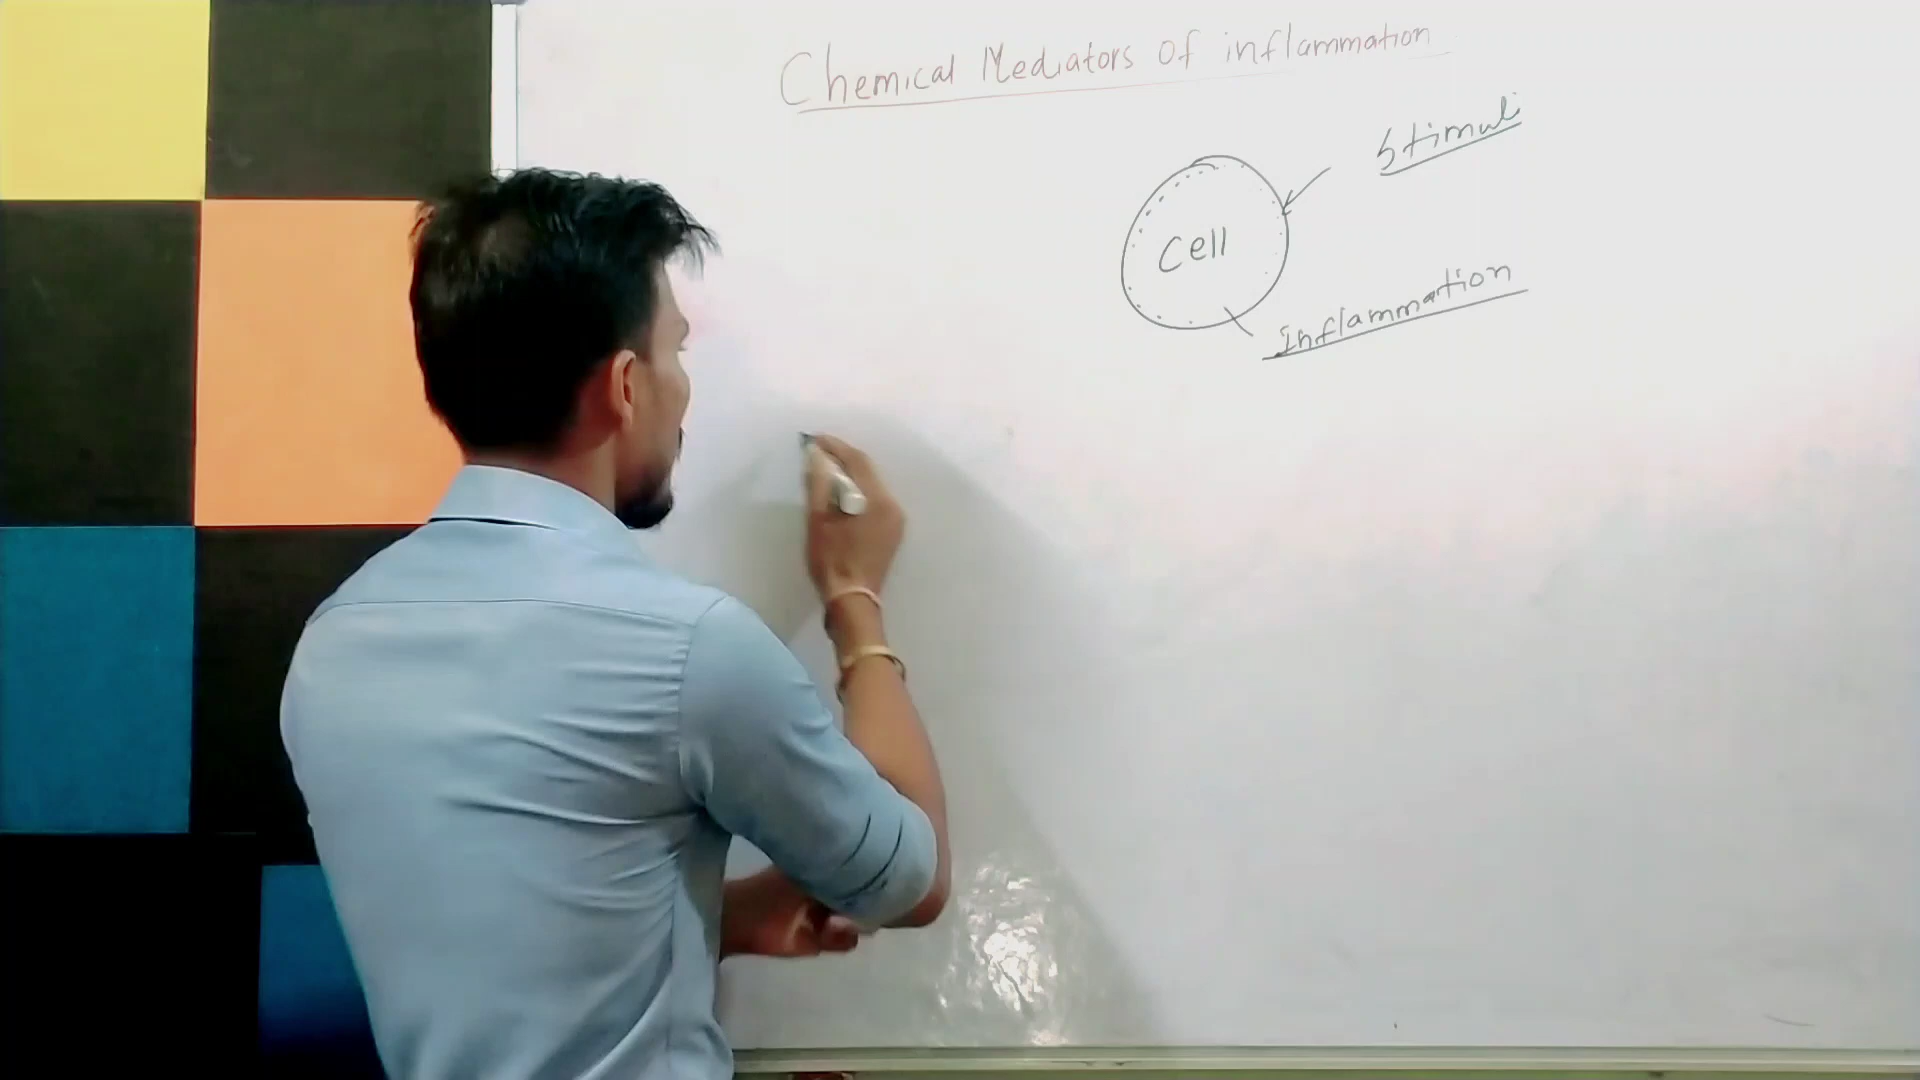 Chemical Mediators of inflammation
Stimuli
Cell
Inflammation